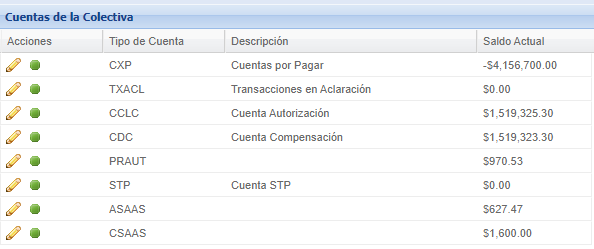 Cuentas de la Colectiva
Acciones Tipo de Cuenta Descripción Saldo Actual
CXP Cuentas por Pagar -$4,156,700.00
TXACL Transacciones en Aclaración $0.00
CCLC Cuenta Autorización $1,519,325.30
CDC Cuenta Compensación $1,519,323.30
PRAUT $970.53
STP Cuenta STP $0.00
ASAAS $627.47
CSAAS $1,600.00